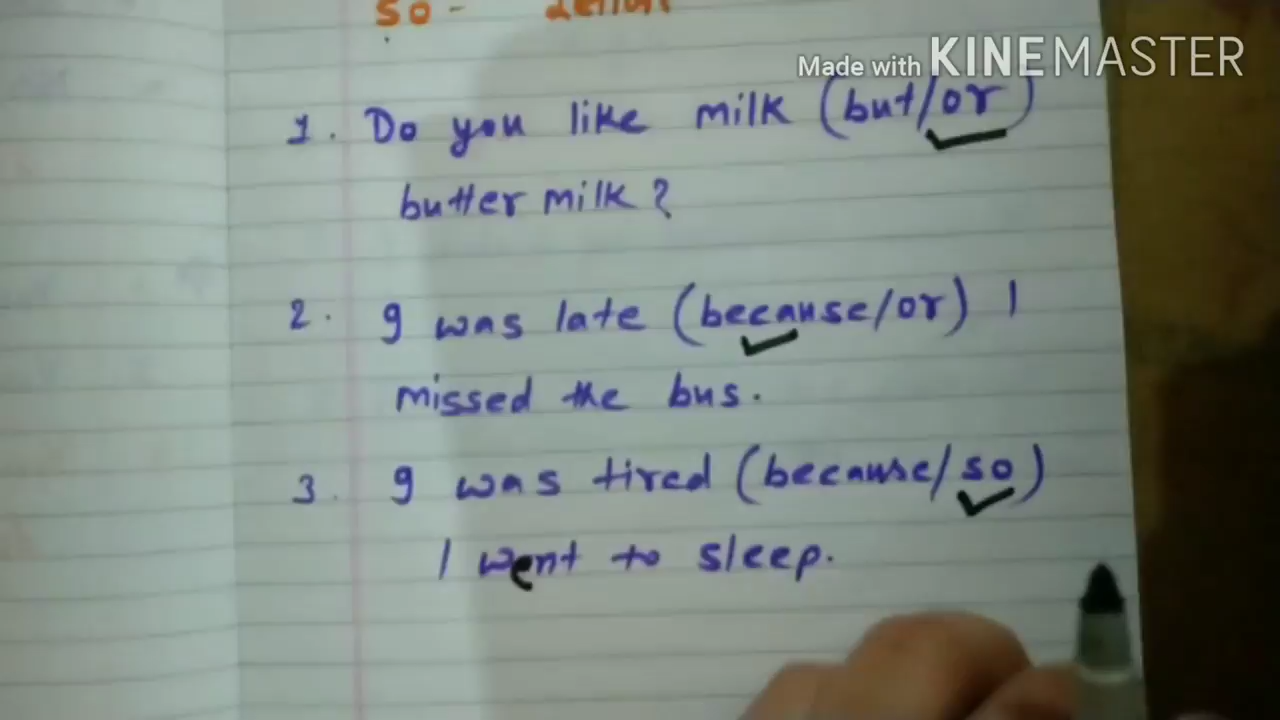 so -
Made with KINEMASTER
1. Do you like milk (but/or)
butter milk?
2. I was late (because/or) I
missed the bus.
3. I was tired (because/so)
I went to sleep.